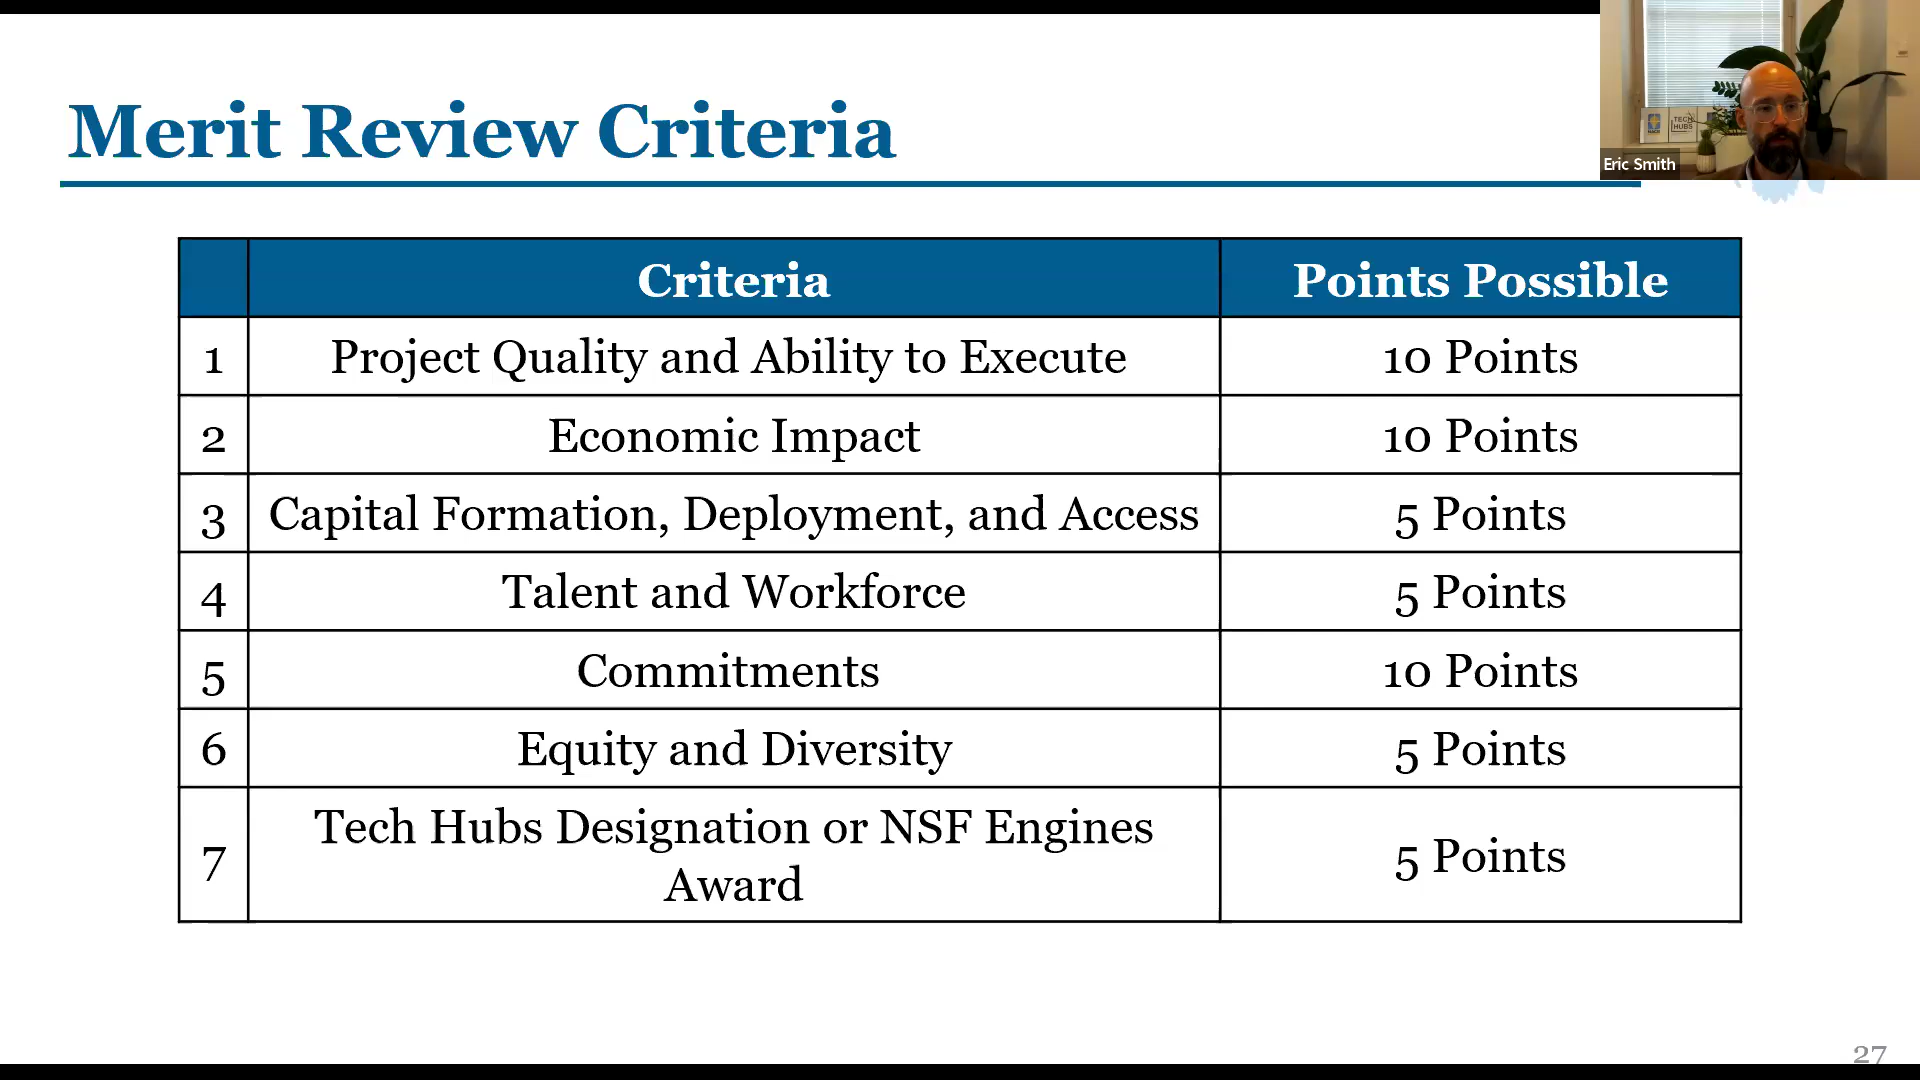 Merit Review Criteria
Eric Smith
TECH
HUBS
Criteria
Points Possible
1
Project Quality and Ability to Execute
10 Points
2
Economic Impact
10 Points
3
Capital Formation, Deployment, and Access
5 Points
4
Talent and Workforce
5 Points
5
Commitments
10 Points
6
Equity and Diversity
5 Points
7
Tech Hubs Designation or NSF Engines
Award
5 Points
27